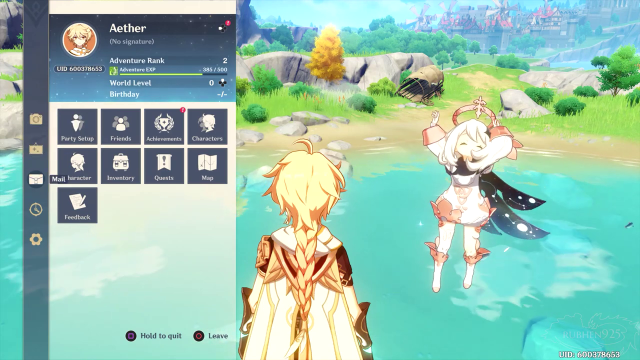 Aether
(No signature)
UID 600378653
Adventure Rank 2
Adventure EXP 385 / 500
World Level 0
Birthday -/-
Party Setup
Friends
Achievements
Characters
Mail
haracter
Inventory
Quests
Map
Feedback
Hold to quit
Leave
UID: 600378653